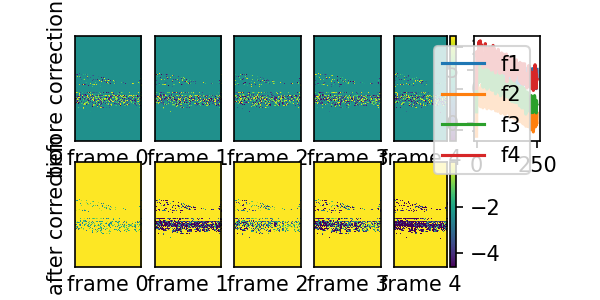 before correction
f1
f2
f3
f4
frame 0
frame 1
frame 2
frame 3
frame 4
0
250
after correction
−2
−4
frame 0
frame 1
frame 2
frame 3
frame 4